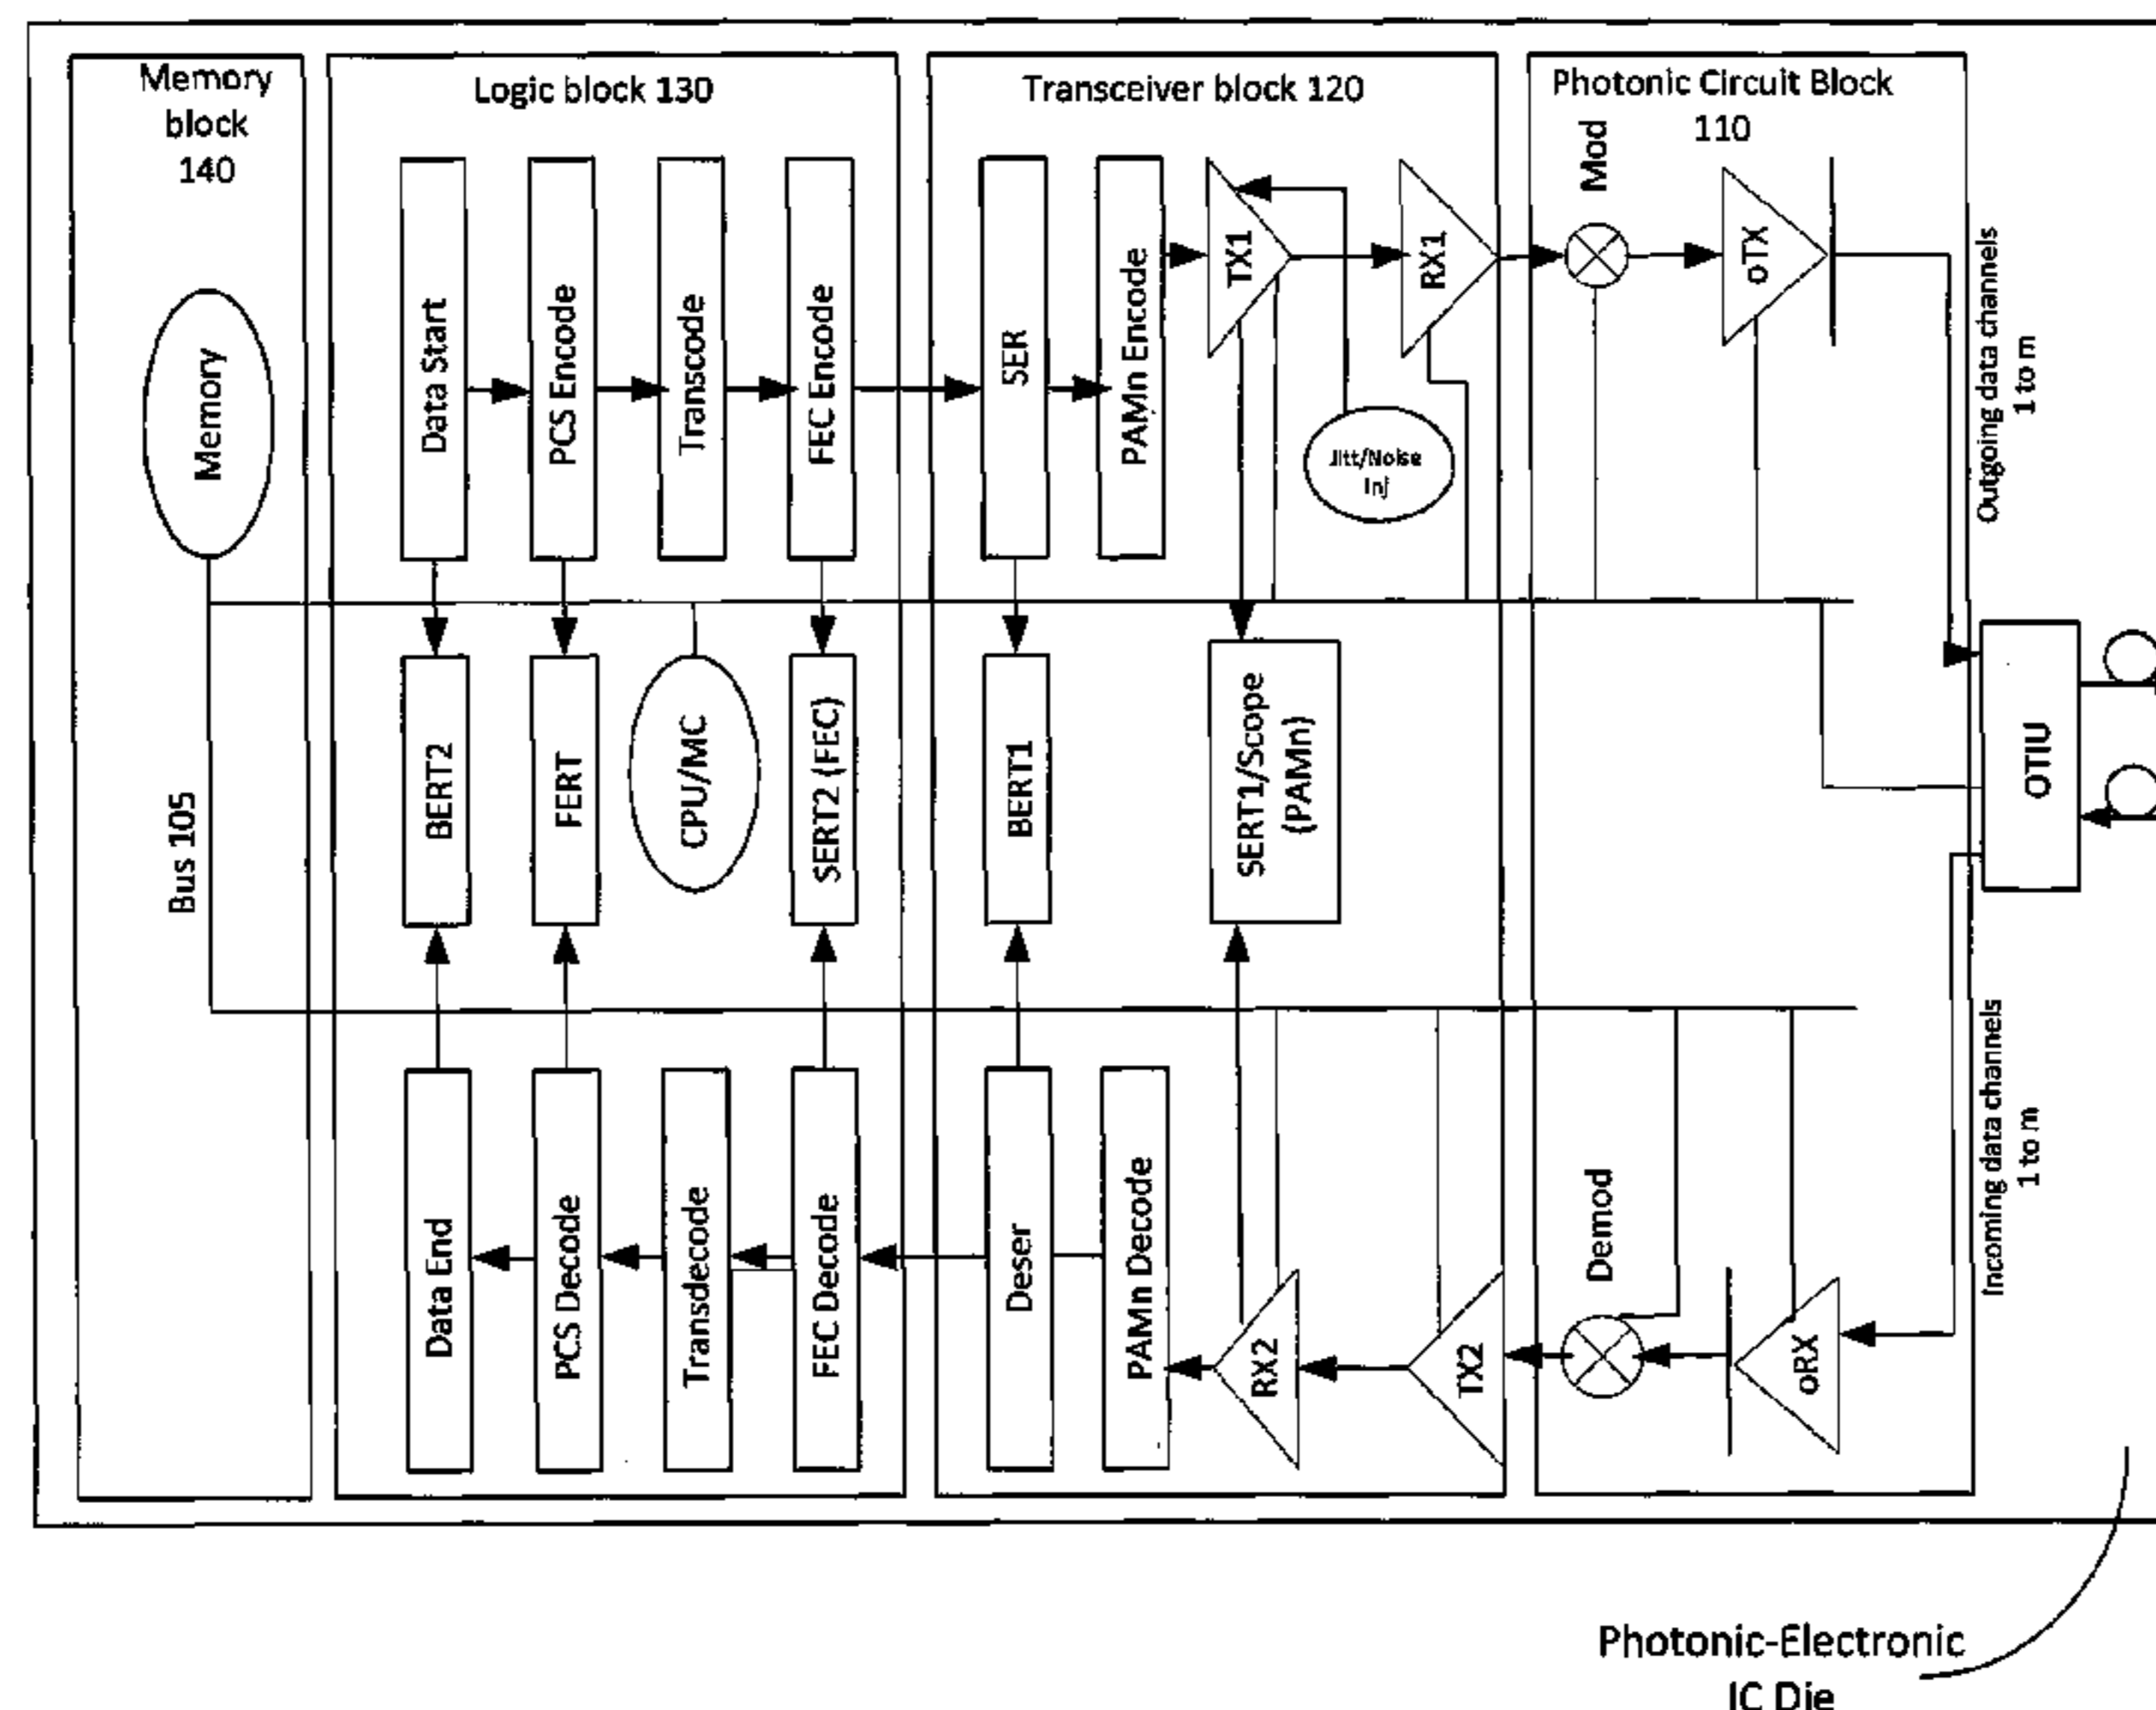 Memory
block
140
Logic block 130
Transceiver block 120
Photonic Circuit Block
110
Data Start
PCS Encode
Transcode
FEC Encode
SER
PAMn Encode
TX1
RX1
Mod
oTX
Memory
Jitt/Noise
Inj
Outgoing data channels
1 to m
Bus 105
BERT2
FERT
CPU/MC
SERT2 (FEC)
BERT1
SERT1/Scope
(PAMn)
OTIU
Data End
PCS Decode
Transdecode
FEC Decode
Deser
PAMn Decode
RX2
TX2
Demod
oRX
Incoming data channels
1 to m
Photonic-Electronic
IC Die